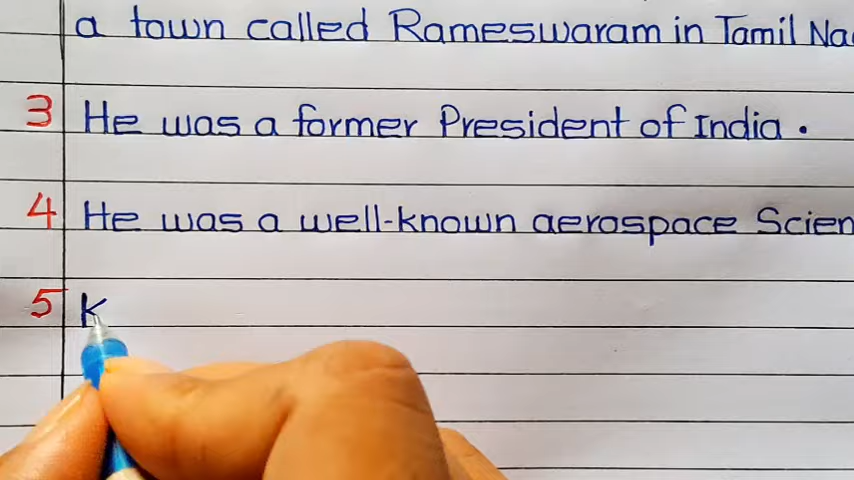 a town called Rameswaram in Tamil
3 He was a former President of India.
4 He was a well-known aerospace
5 K